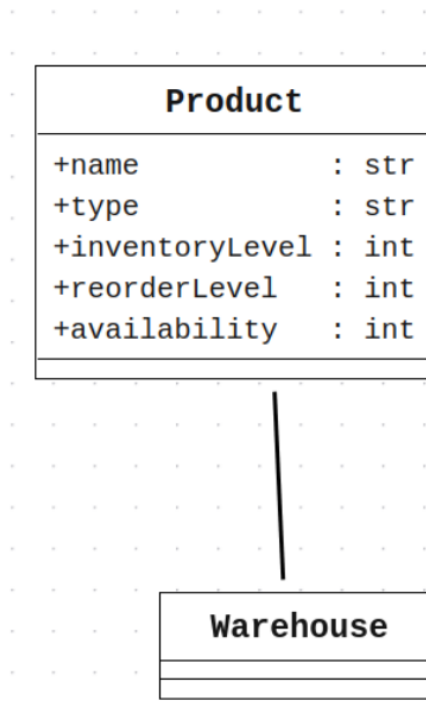 Product
+name : str
+type : str
+inventoryLevel : int
+reorderLevel : int
+availability : int
Warehouse